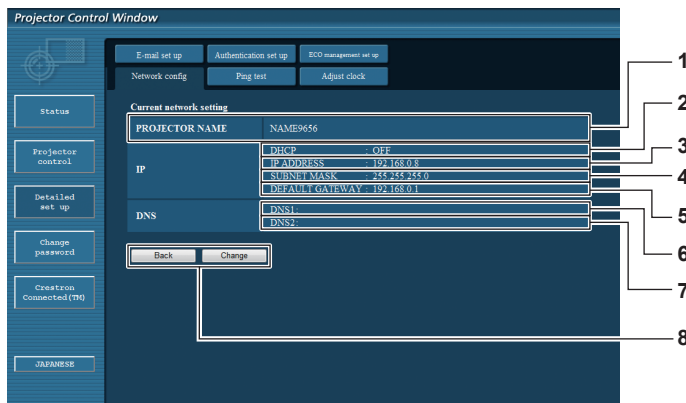 Projector Control Window
E-mail set up
Authentication set up
ECO management set up
Network config
Ping test
Adjust clock
Status
Projector
control
Detailed
set up
Change
password
Crestron
Connected(TM)
JAPANESE
Current network setting
PROJECTOR NAME NAME9656
IP
DHCP : OFF
IP ADDRESS : 192.168.0.8
SUBNET MASK : 255.255.255.0
DEFAULT GATEWAY : 192.168.0.1
DNS
DNS1:
DNS2:
Back
Change
1
2
3
4
5
6
7
8